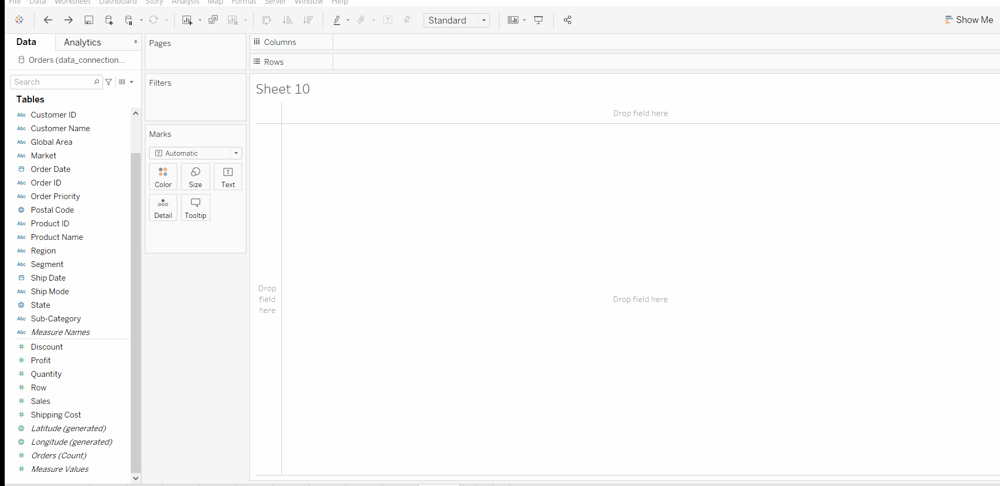 File Data Worksheet Dashboard Story Analysis Map Format Server Window Help
Standard
Show Me
Data
Analytics
Orders (data_connection...
Search
Tables
Abc Customer ID
Abc Customer Name
Abc Global Area
Abc Market
Order Date
Abc Order ID
Abc Order Priority
Postal Code
Abc Product ID
Abc Product Name
Abc Region
Abc Segment
Ship Date
Abc Ship Mode
State
Abc Sub-Category
Abc Measure Names
# Discount
# Profit
# Quantity
# Row
# Sales
# Shipping Cost
Latitude (generated)
Longitude (generated)
# Orders (Count)
# Measure Values
Pages
Filters
Marks
T Automatic
Color
Size
T
Text
Detail
Tooltip
Columns
Rows
Sheet 10
Drop field here
Drop
field
here
Drop field here